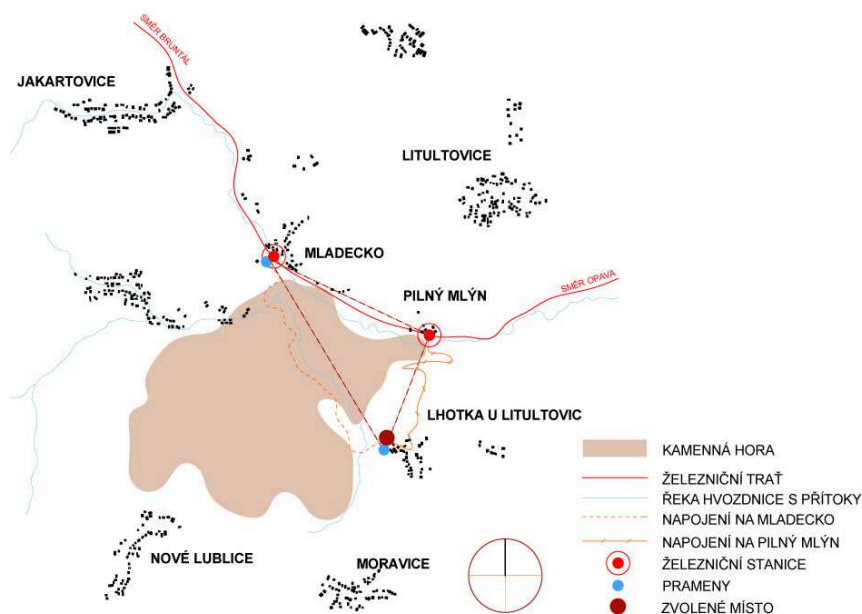 SMĚR BRUNTÁL
JAKARTOVICE
LITULTOVICE
MLADECKO
SMĚR OPAVA
PILNÝ MLÝN
LHOTKA U LITULTOVIC
NOVÉ LUBLICE
MORAVICE
KAMENNÁ HORA
ŽELEZNIČNÍ TRAŤ
ŘEKA HVOZDNICE S PŘÍTOKY
NAPOJENÍ NA MLADECKO
NAPOJENÍ NA PILNÝ MLÝN
ŽELEZNIČNÍ STANICE
PRAMENY
ZVOLENÉ MÍSTO